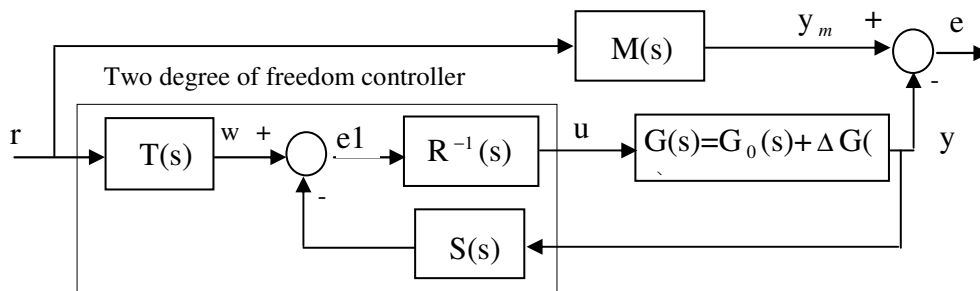 y m + e
M(s)
Two degree of freedom controller
-
r w + e1 u y
T(s) R⁻¹(s) G(s)=G₀(s)+ΔG(
-
S(s)